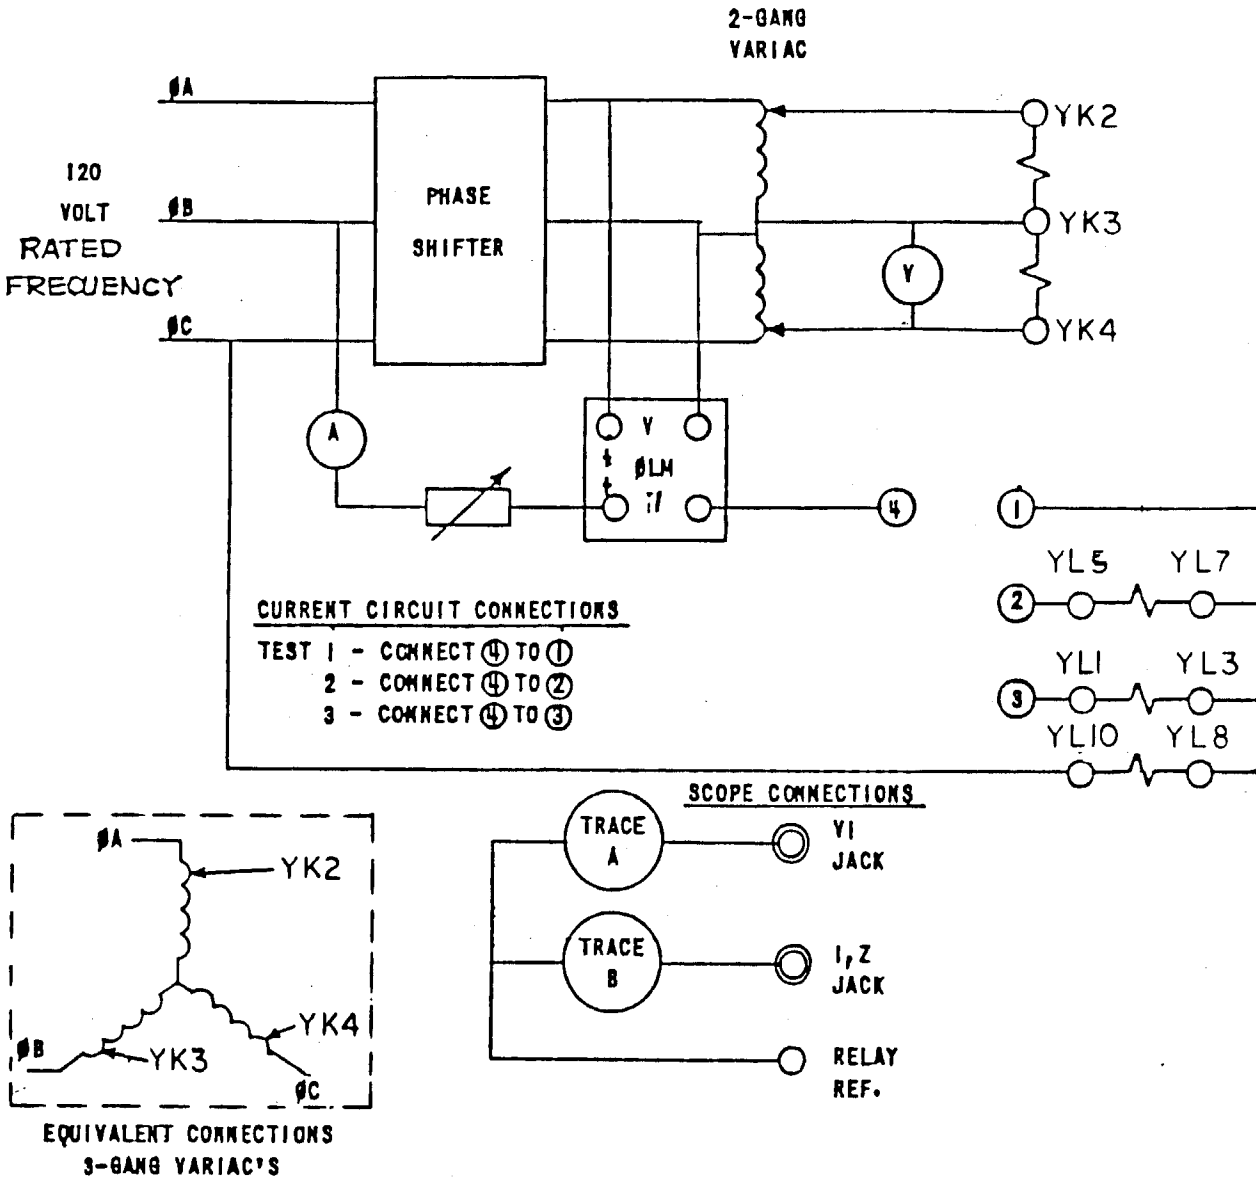 2-GANG
VARIAC
ØA
120
VOLT
RATED
FREQUENCY
ØB
ØC
PHASE
SHIFTER
YK2
YK3
YK4
V
A
V
ØLM
I
4
1
YL5 YL7
2
YL1 YL3
3
YL10 YL8
CURRENT CIRCUIT CONNECTIONS
TEST 1 - CONNECT 4 TO 1
2 - CONNECT 4 TO 2
3 - CONNECT 4 TO 3
SCOPE CONNECTIONS
TRACE
A
V1
JACK
TRACE
B
I,Z
JACK
RELAY
REF.
ØA
YK2
ØB
YK3
YK4
ØC
EQUIVALENT CONNECTIONS
3-GANG VARIAC'S